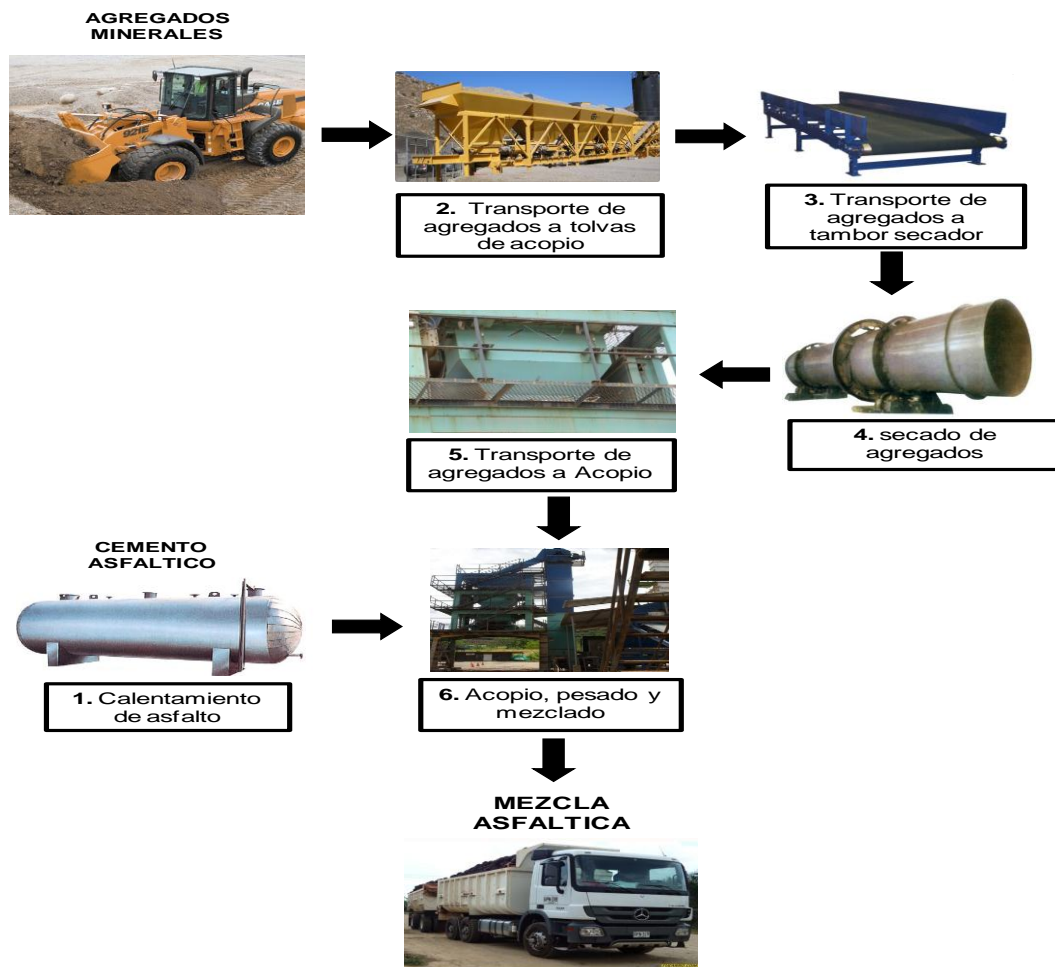 AGREGADOS
MINERALES
921E
2. Transporte de
agregados a tolvas
de acopio
3. Transporte de
agregados a
tambor secador
4. secado de
agregados
5. Transporte de
agregados a Acopio
CEMENTO
ASFALTICO
1. Calentamiento
de asfalto
6. Acopio, pesado y
mezclado
MEZCLA
ASFALTICA